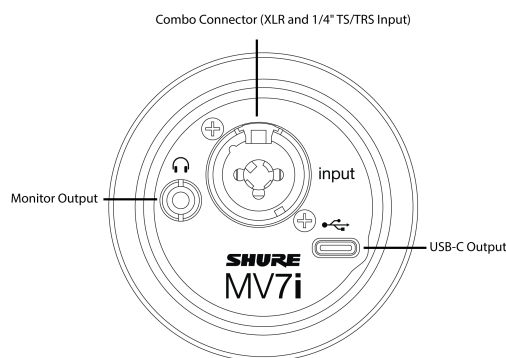 Combo Connector (XLR and 1/4" TS/TRS Input)
input
Monitor Output
USB-C Output
SHURE
MV7i